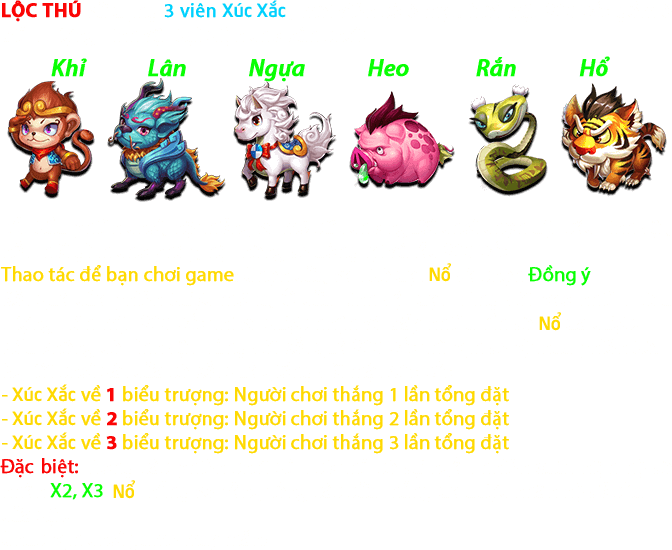 LỘC THÚ 3 viên Xúc Xắc
Khỉ Lân Ngựa Heo Rắn Hổ
Thao tác để bạn chơi game Nổ Đồng ý
Nổ
- Xúc Xắc về 1 biểu trượng: Người chơi thắng 1 lần tổng đặt
- Xúc Xắc về 2 biểu trượng: Người chơi thắng 2 lần tổng đặt
- Xúc Xắc về 3 biểu trượng: Người chơi thắng 3 lần tổng đặt
Đặc biệt:
X2, X3 Nổ